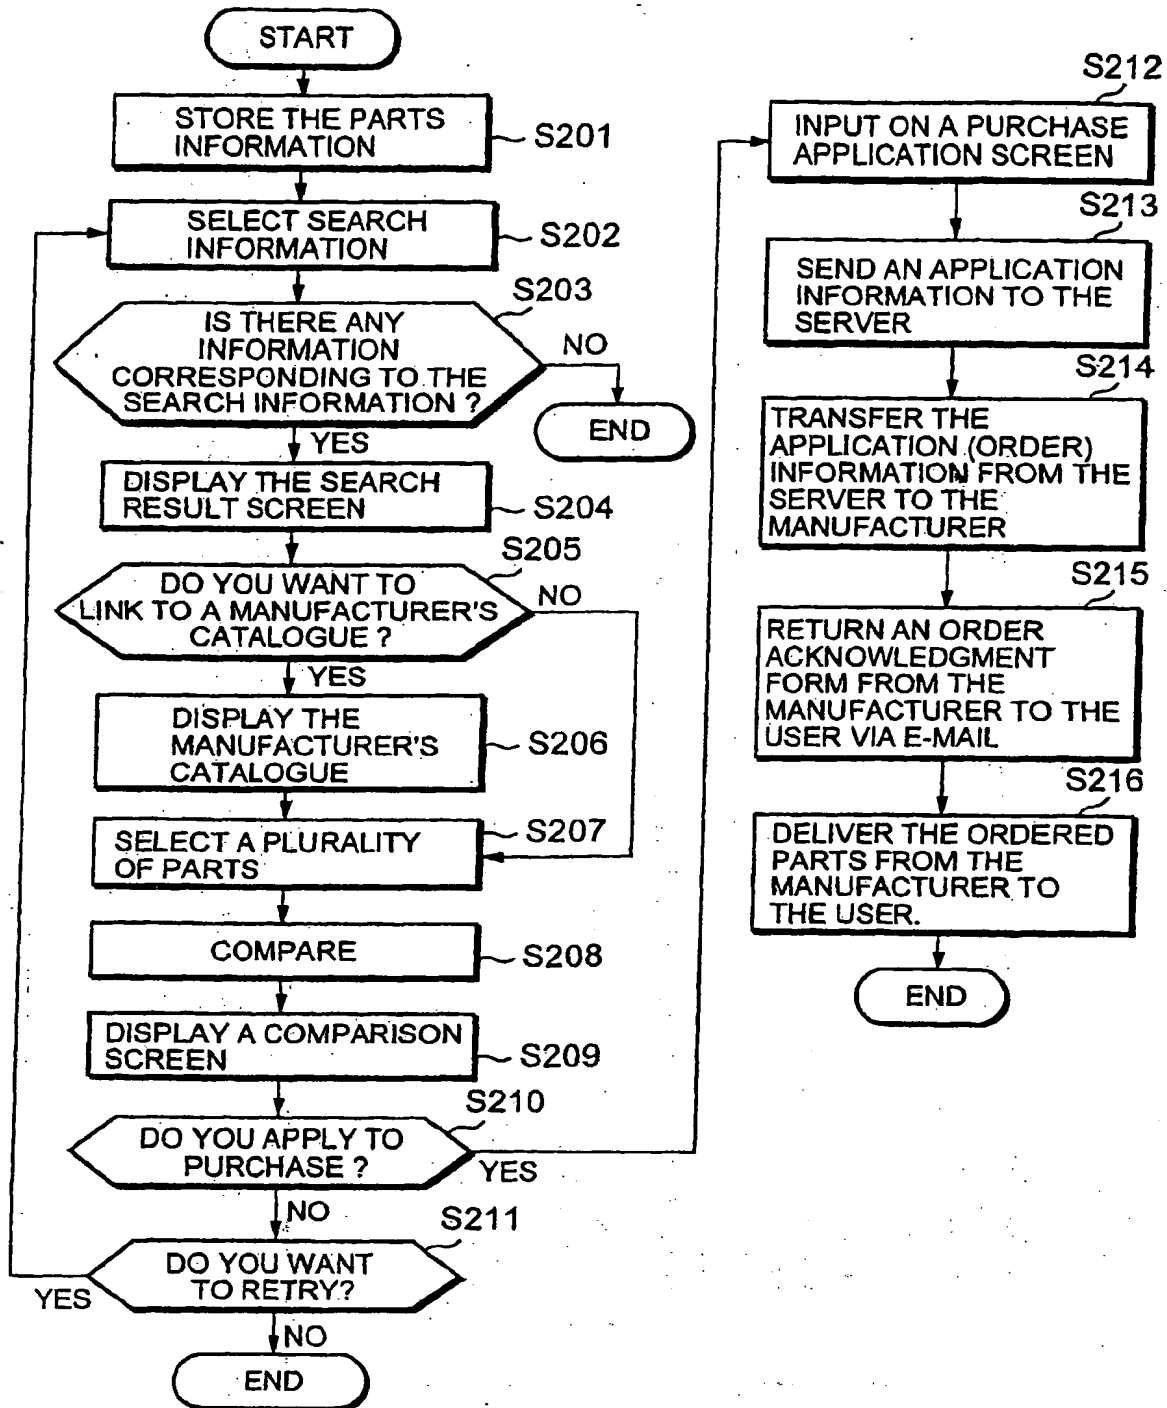 START
STORE THE PARTS
INFORMATION
S201
SELECT SEARCH
INFORMATION
S202
S203
IS THERE ANY
INFORMATION
CORRESPONDING TO THE
SEARCH INFORMATION ?
NO
END
YES
DISPLAY THE SEARCH
RESULT SCREEN
S204
S205
DO YOU WANT TO
LINK TO A MANUFACTURER'S
CATALOGUE ?
NO
YES
DISPLAY THE
MANUFACTURER'S
CATALOGUE
S206
SELECT A PLURALITY
OF PARTS
S207
COMPARE
S208
DISPLAY A COMPARISON
SCREEN
S209
S210
DO YOU APPLY TO
PURCHASE ?
YES
NO
S211
DO YOU WANT
TO RETRY?
YES
NO
END
S212
INPUT ON A PURCHASE
APPLICATION SCREEN
S213
SEND AN APPLICATION
INFORMATION TO THE
SERVER
S214
TRANSFER THE
APPLICATION (ORDER)
INFORMATION FROM THE
SERVER TO THE
MANUFACTURER
S215
RETURN AN ORDER
ACKNOWLEDGMENT
FORM FROM THE
MANUFACTURER TO THE
USER VIA E-MAIL
S216
DELIVER THE ORDERED
PARTS FROM THE
MANUFACTURER TO
THE USER.
END